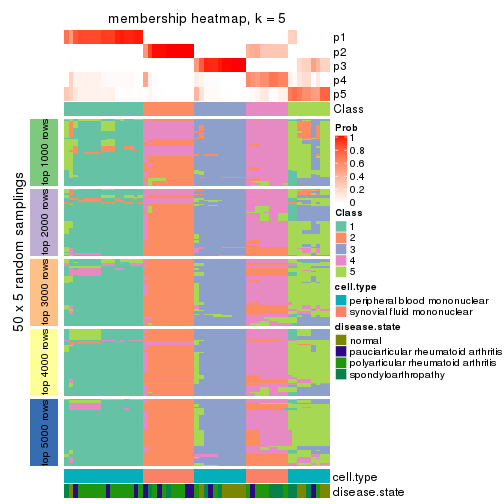 membership heatmap, k = 5
p1
p2
p3
p4
p5
Class
50 x 5 random samplings
top 1000 rows
top 2000 rows
top 3000 rows
top 4000 rows
top 5000 rows
Prob
1
0.8
0.6
0.4
0.2
0
Class
1
2
3
4
5
cell.type
peripheral blood mononuclear
synovial fluid mononuclear
disease.state
normal
pauciarticular rheumatoid arthritis
polyarticular rheumatoid arthritis
spondyloarthropathy
cell.type
disease.state